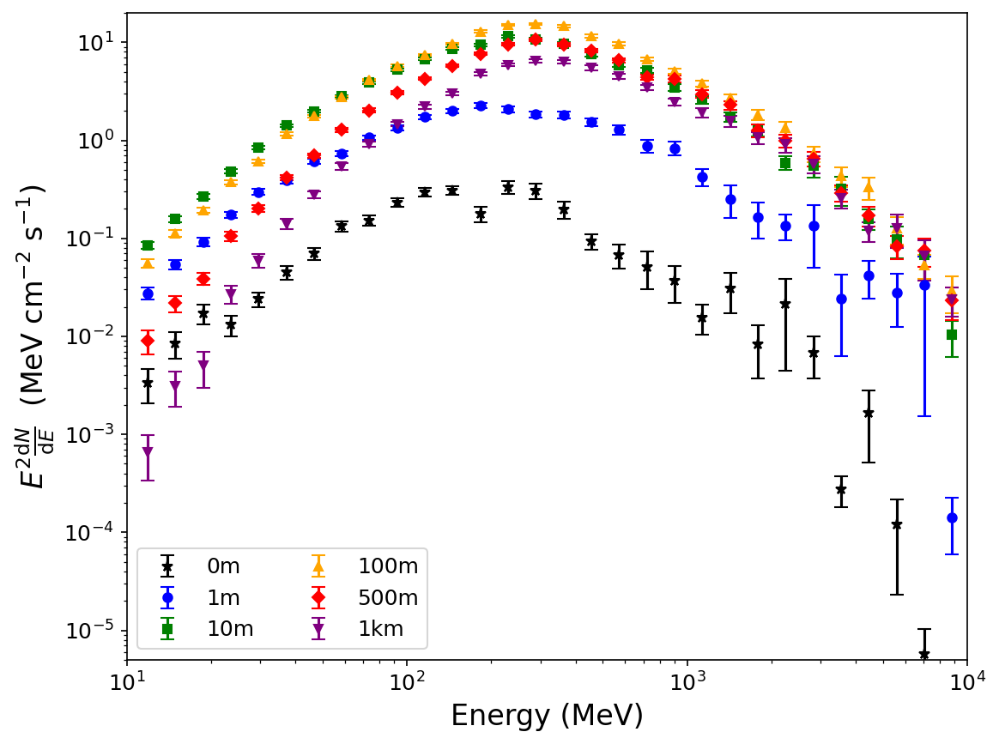 10^1
10^0
10^-1
10^-2
10^-3
10^-4
10^-5
E^2 dN/dE (MeV cm^-2 s^-1)
0m
1m
10m
100m
500m
1km
10^1 10^2 10^3 10^4
Energy (MeV)